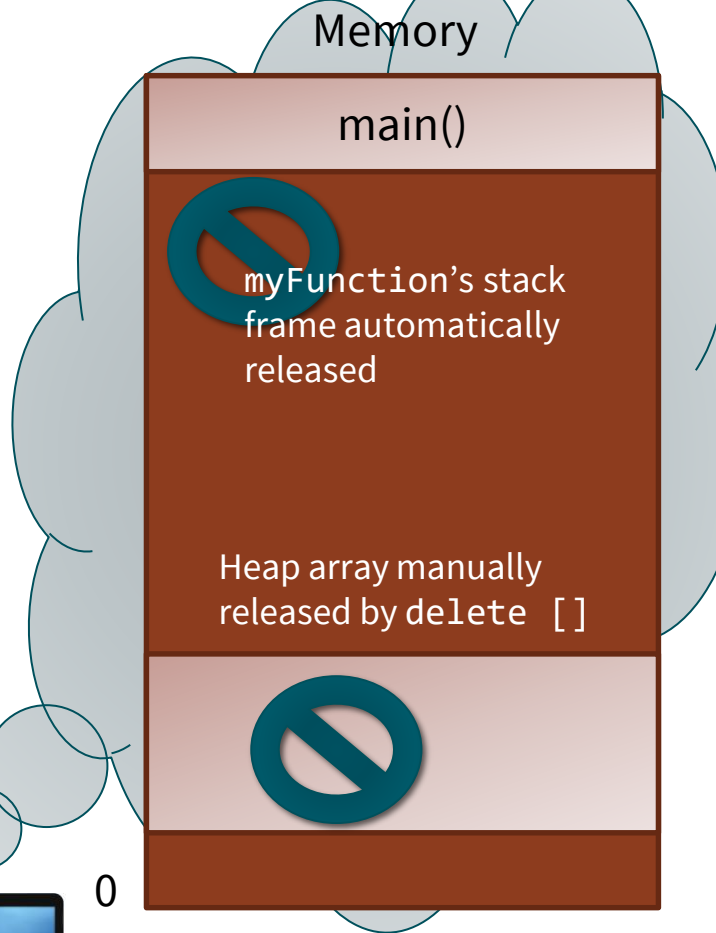 Memory
main()
myFunction’s stack
frame automatically
released
Heap array manually
released by delete []
0